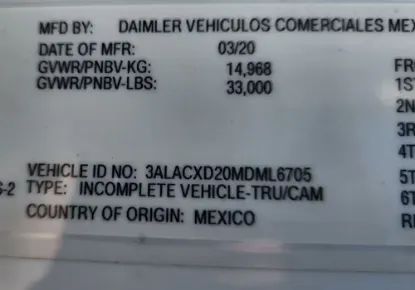 MFD BY: DAIMLER VEHICULOS COMERCIALES MEX
DATE OF MFR: 03/20
GVWR/PNBV-KG: 14,968
FR
GVWR/PNBV-LBS: 33,000
1S
2N
3R
4T
VEHICLE ID NO: 3ALACXD20MDML6705
5T
S-2 TYPE: INCOMPLETE VEHICLE-TRU/CAM
6T
COUNTRY OF ORIGIN: MEXICO
R